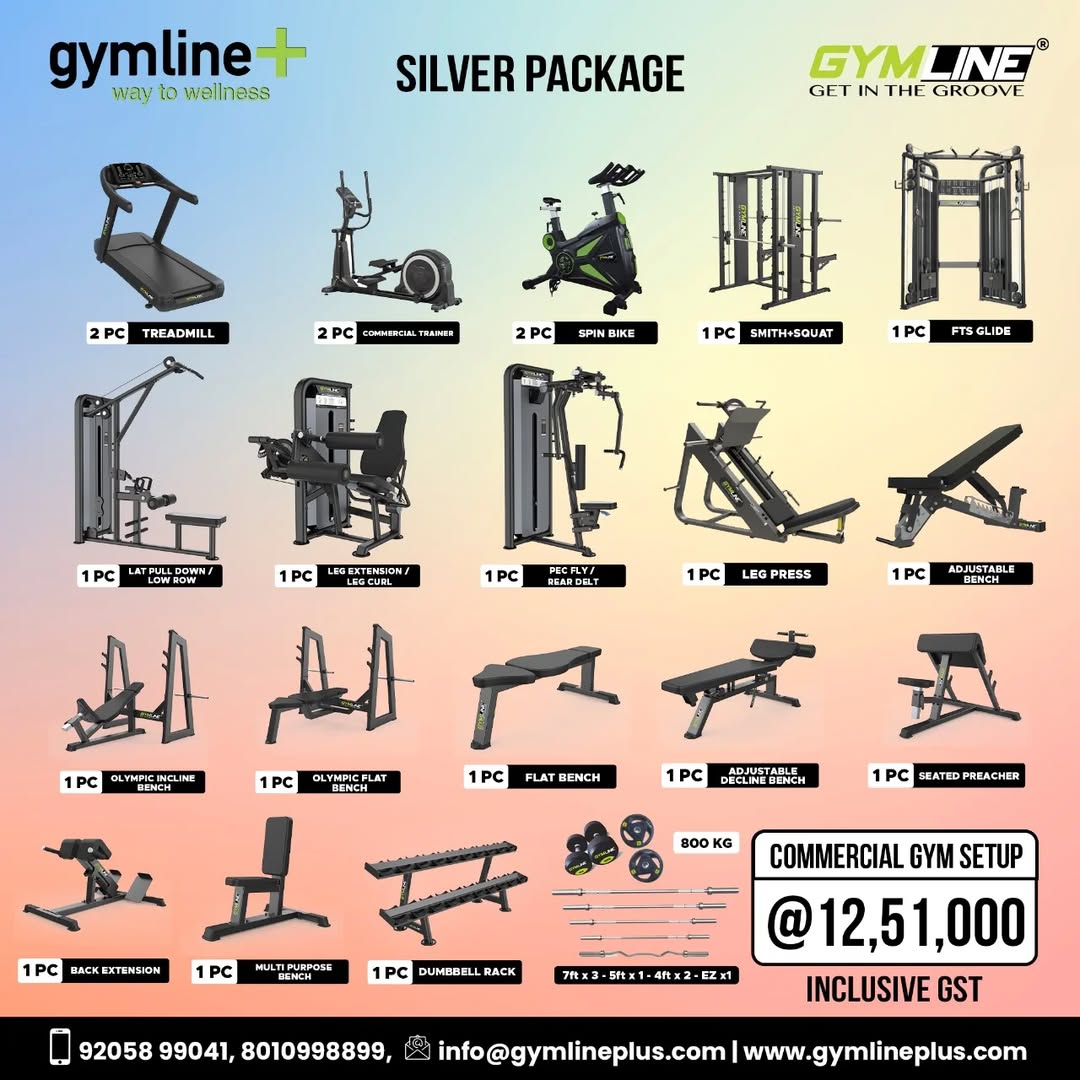 gymline+
way to wellness
SILVER PACKAGE
GYMLINE®
GET IN THE GROOVE
2 PC TREADMILL
2 PC COMMERCIAL TRAINER
2 PC SPIN BIKE
1 PC SMITH+SQUAT
1 PC FTS GLIDE
1 PC LAT PULL DOWN /
LOW ROW
1 PC LEG EXTENSION /
LEG CURL
1 PC PEC FLY /
REAR DELT
1 PC LEG PRESS
1 PC ADJUSTABLE
BENCH
1 PC OLYMPIC INCLINE
BENCH
1 PC OLYMPIC FLAT
BENCH
1 PC FLAT BENCH
1 PC ADJUSTABLE
DECLINE BENCH
1 PC SEATED PREACHER
1 PC BACK EXTENSION
1 PC MULTI PURPOSE
BENCH
1 PC DUMBBELL RACK
800 KG
7ft x 3 - 5ft x 1 - 4ft x 2 - EZ x1
COMMERCIAL GYM SETUP
@12,51,000
INCLUSIVE GST
92058 99041, 8010998899, info@gymlineplus.com | www.gymlineplus.com